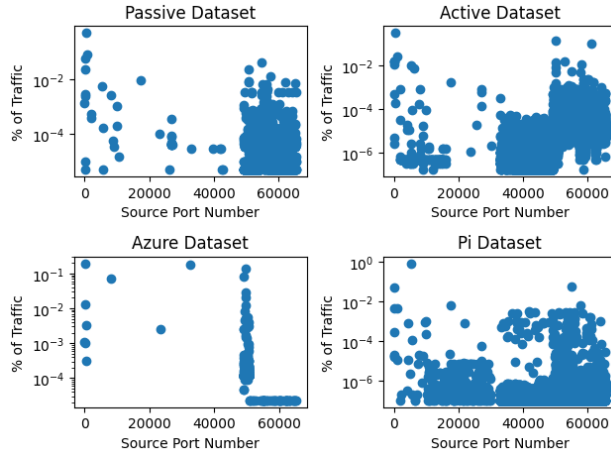 Passive Dataset
% of Traffic
10⁻²
10⁻⁴
0 20000 40000 60000
Source Port Number
Active Dataset
% of Traffic
10⁻²
10⁻⁴
10⁻⁶
0 20000 40000 60000
Source Port Number
Azure Dataset
% of Traffic
10⁻¹
10⁻²
10⁻³
10⁻⁴
0 20000 40000 60000
Source Port Number
Pi Dataset
% of Traffic
10⁰
10⁻²
10⁻⁴
10⁻⁶
0 20000 40000 60000
Source Port Number